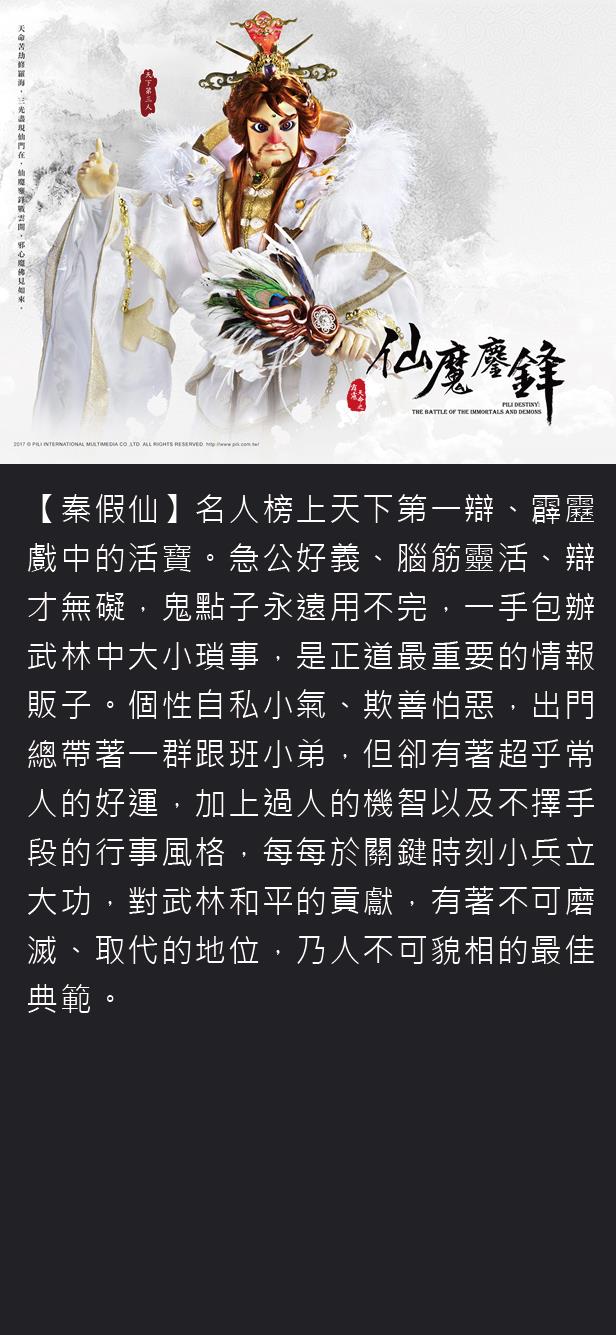 天命苦劫修羅海，三光盡現仙門在，仙魔鏖鋒戰雲開，邪心魔佛見如來。
天下第三人
仙魔鏖鋒
天命之
PILI DESTINY:
THE BATTLE OF THE IMMORTALS AND DEMONS
2017 © PILI INTERNATIONAL MULTIMEDIA CO.,LTD. ALL RIGHTS RESERVED. http://www.pili.com.tw/
【秦假仙】名人榜上天下第一辯、霹靂
戲中的活寶。急公好義、腦筋靈活、辯
才無礙，鬼點子永遠用不完，一手包辦
武林中大小瑣事，是正道最重要的情報
販子。個性自私小氣、欺善怕惡，出門
總帶著一群跟班小弟，但卻有著超乎常
人的好運，加上過人的機智以及不擇手
段的行事風格，每每於關鍵時刻小兵立
大功，對武林和平的貢獻，有著不可磨
滅、取代的地位，乃人不可貌相的最佳
典範。